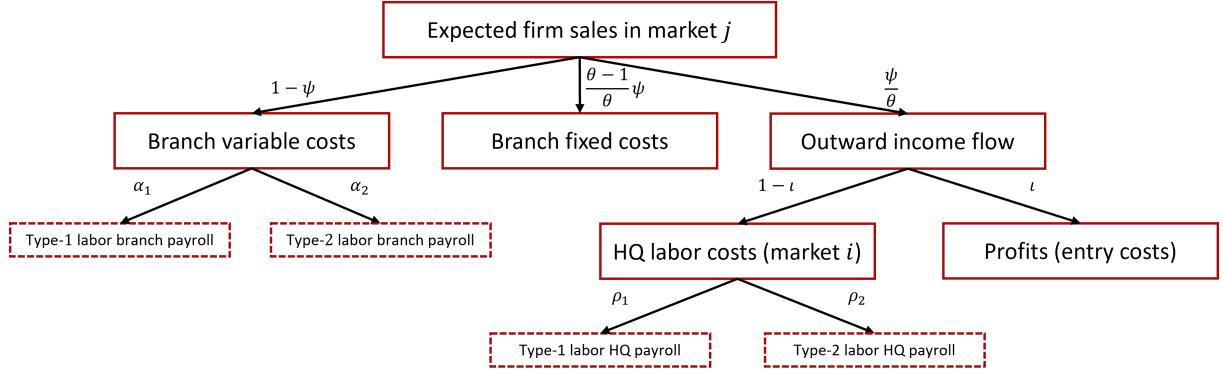 Expected firm sales in market j
1 − ψ
θ − 1
θ
ψ
ψ
θ
Branch variable costs
Branch fixed costs
Outward income flow
α₁
α₂
1 − ι
ι
Type-1 labor branch payroll
Type-2 labor branch payroll
HQ labor costs (market i)
Profits (entry costs)
ρ₁
ρ₂
Type-1 labor HQ payroll
Type-2 labor HQ payroll